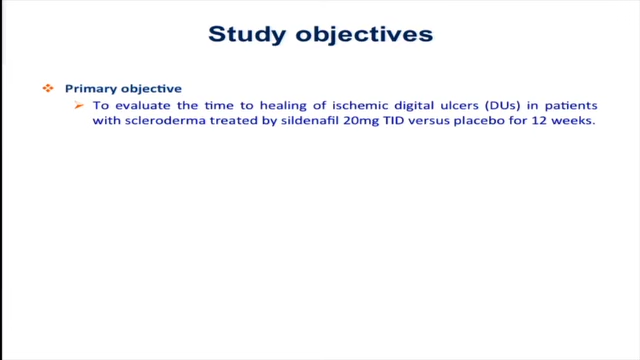 Study objectives
Primary objective
To evaluate the time to healing of ischemic digital ulcers (DUs) in patients
with scleroderma treated by sildenafil 20mg TID versus placebo for 12 weeks.